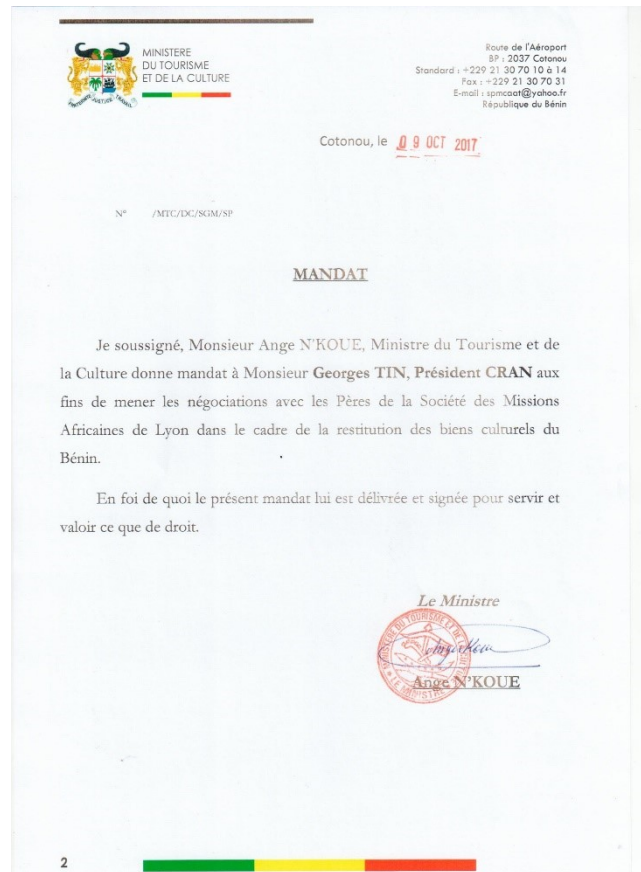 MINISTERE
DU TOURISME
ET DE LA CULTURE
Route de l'Aéroport
BP : 2037 Cotonou
Standard : +229 21 30 70 10 à 14
Fax : +229 21 30 70 31
E-mail : spmcaat@yahoo.fr
République du Bénin
Cotonou, le 09 OCT 2017
N° /MTC/DC/SGM/SP
MANDAT
Je soussigné, Monsieur Ange N'KOUE, Ministre du Tourisme et de
la Culture donne mandat à Monsieur Georges TIN, Président CRAN aux
fins de mener les négociations avec les Pères de la Société des Missions
Africaines de Lyon dans le cadre de la restitution des biens culturels du
Bénin.
En foi de quoi le présent mandat lui est délivrée et signée pour servir et
valoir ce que de droit.
Le Ministre
Ange N'KOUE
2